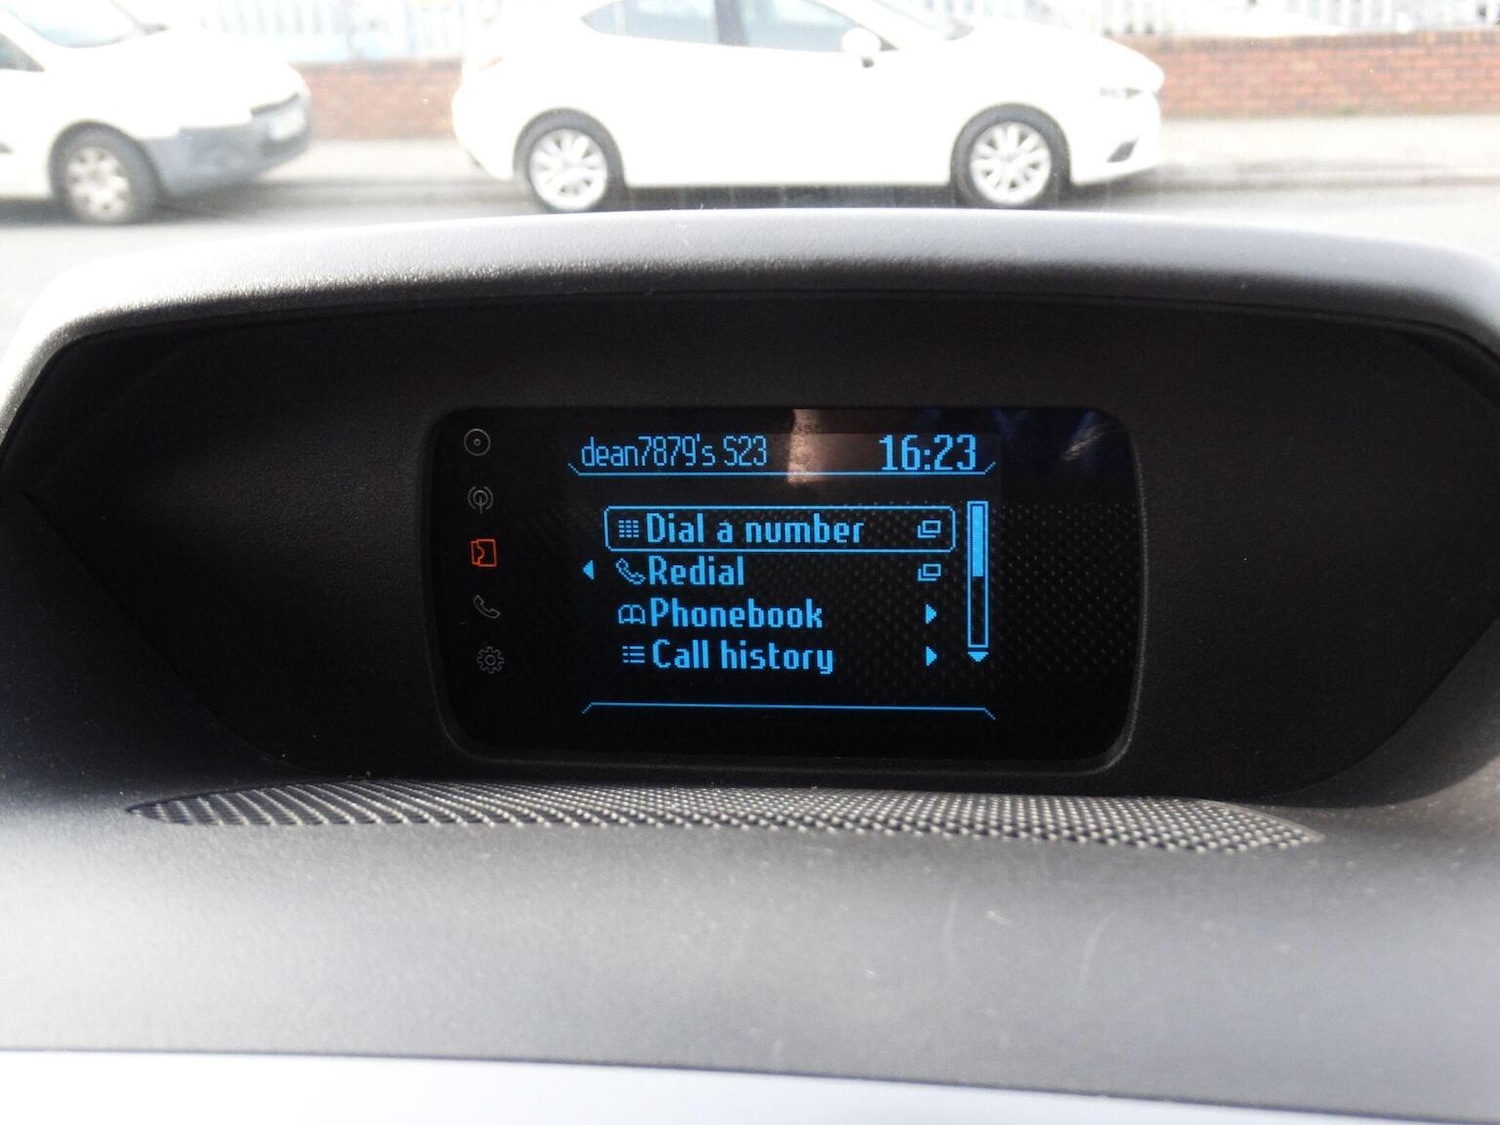 dean7879's S23 16:23
Dial a number
Redial
Phonebook
Call history